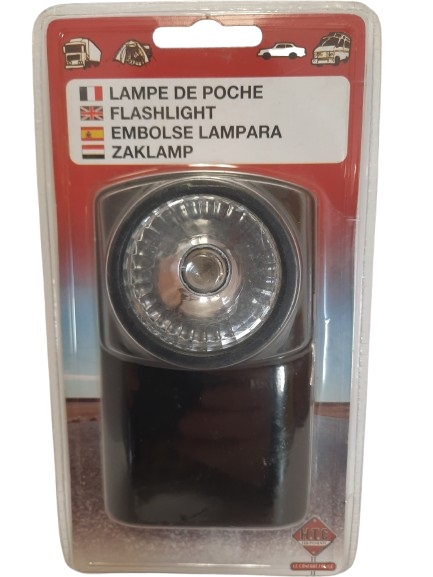 LAMPE DE POCHE
FLASHLIGHT
EMBOLSE LAMPARA
ZAKLAMP